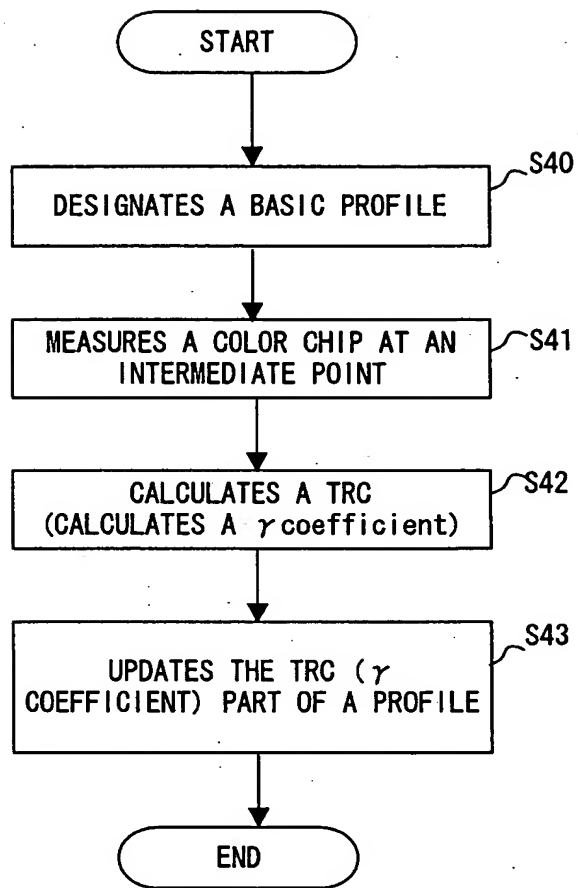 START
S40
DESIGNATES A BASIC PROFILE
S41
MEASURES A COLOR CHIP AT AN
INTERMEDIATE POINT
S42
CALCULATES A TRC
(CALCULATES A γ coefficient)
S43
UPDATES THE TRC (γ
COEFFICIENT) PART OF A PROFILE
END